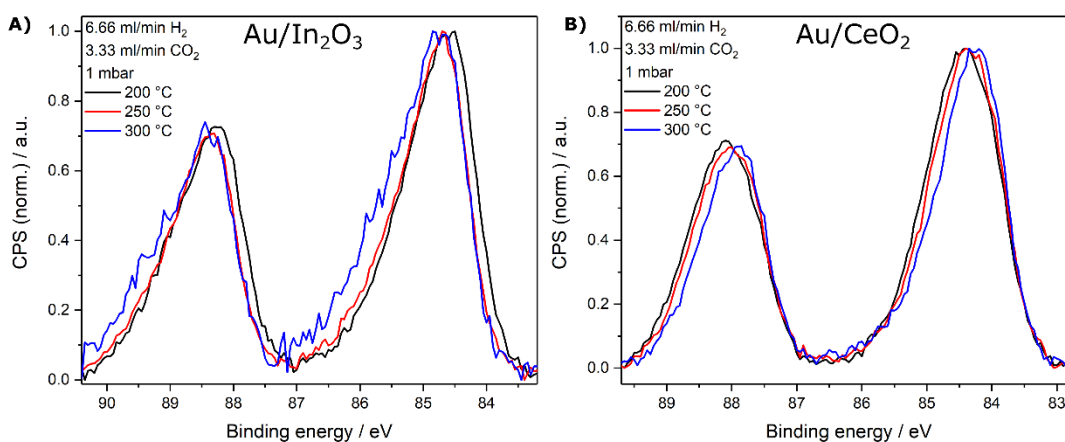 A)
Au/In₂O₃
6.66 ml/min H₂
3.33 ml/min CO₂
1 mbar
200 °C
250 °C
300 °C
CPS (norm.) / a.u.
1.0
0.8
0.6
0.4
0.2
0.0
90 89 88 87 86 85 84
Binding energy / eV
B)
Au/CeO₂
6.66 ml/min H₂
3.33 ml/min CO₂
1 mbar
200 °C
250 °C
300 °C
CPS (norm.) / a.u.
1.0
0.8
0.6
0.4
0.2
0.0
89 88 87 86 85 84 83
Binding energy / eV